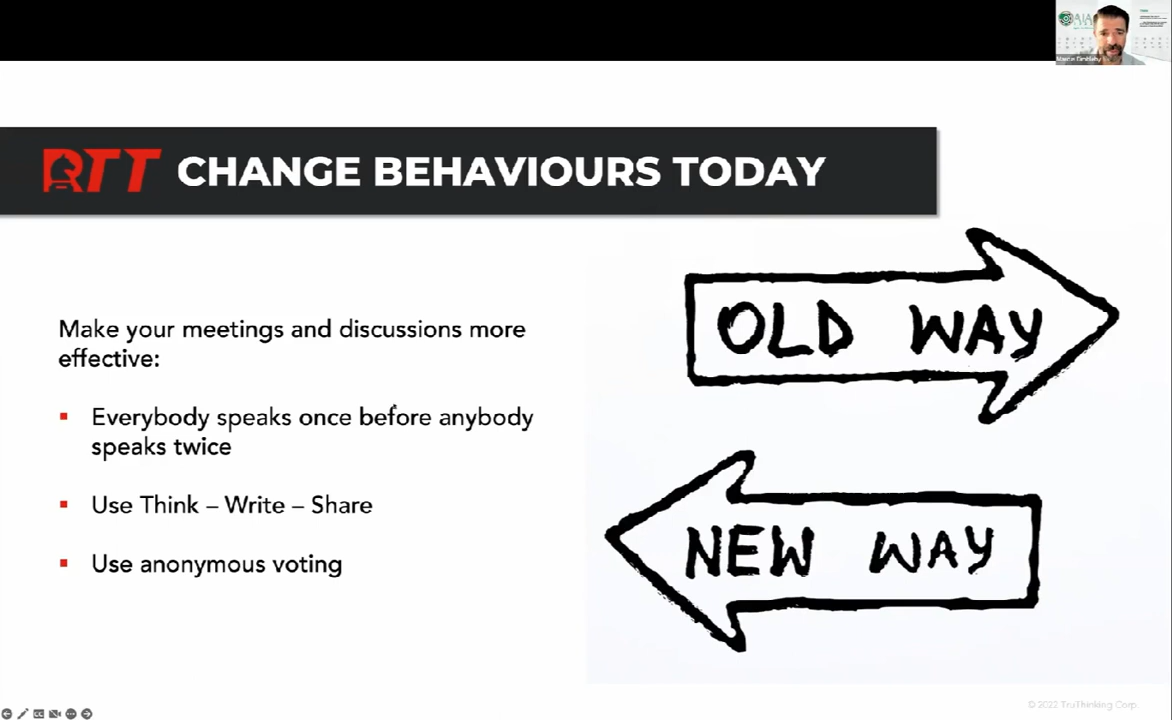 RTT CHANGE BEHAVIOURS TODAY
Make your meetings and discussions more
effective:
Everybody speaks once before anybody
speaks twice
Use Think – Write – Share
Use anonymous voting
OLD WAY
NEW WAY
© 2022 TruThinking Corp.